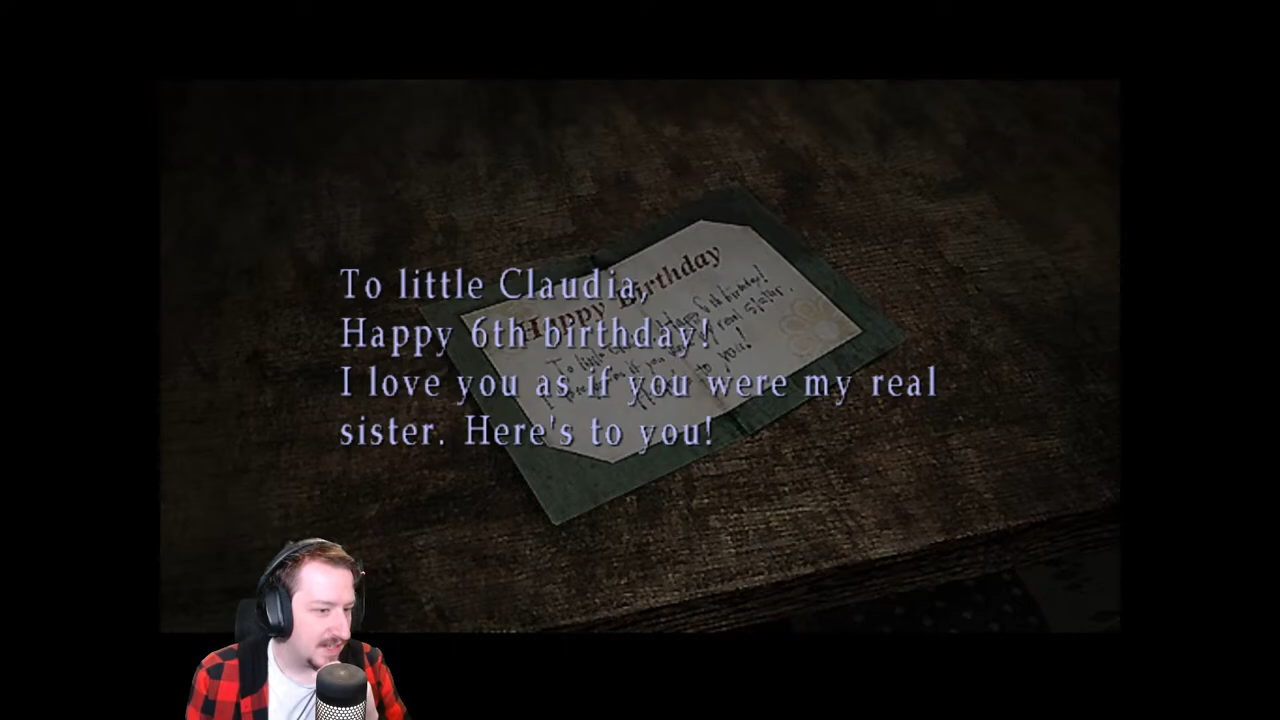 To little Claudia,
Happy 6th birthday!
I love you as if you were my real
sister. Here's to you!
Happy Birthday